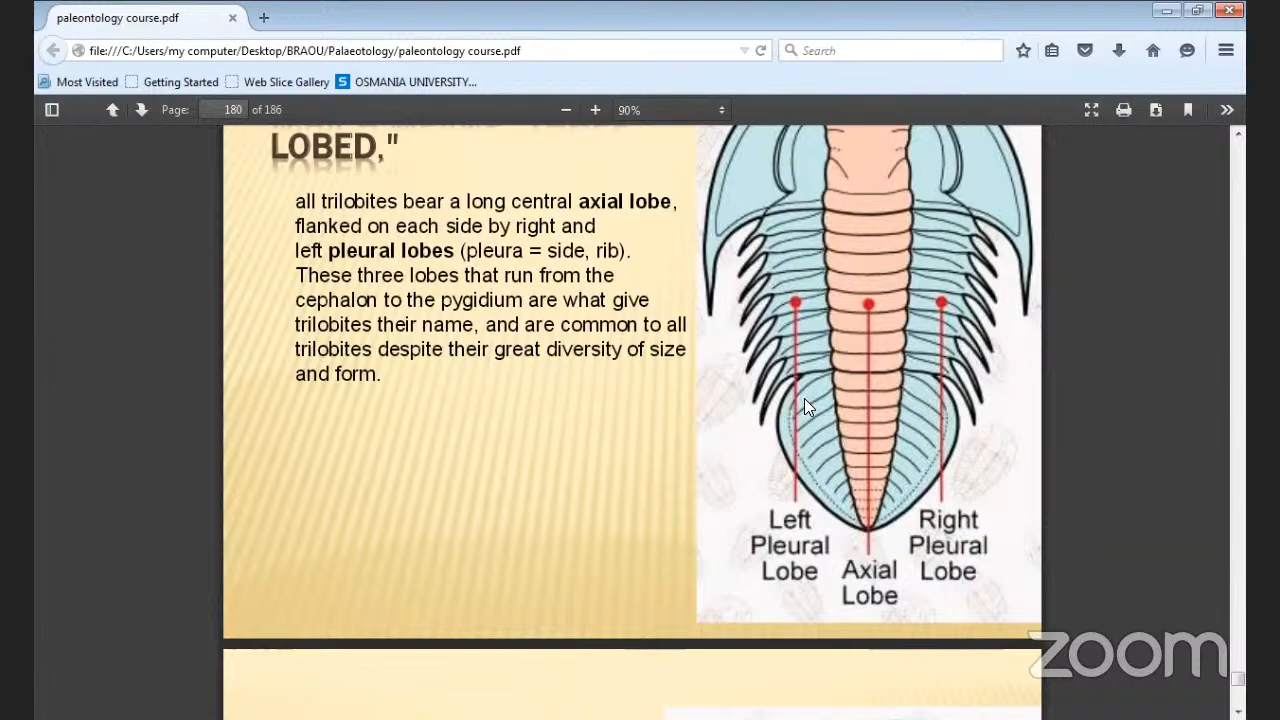 paleontology course.pdf
file:///C:/Users/my computer/Desktop/BRAOU/Palaeotology/paleontology course.pdf
Search
Most Visited
Getting Started
Web Slice Gallery
OSMANIA UNIVERSITY...
Page:
180
of 186
90%
LOBED,"
all trilobites bear a long central axial lobe,
flanked on each side by right and
left pleural lobes (pleura = side, rib).
These three lobes that run from the
cephalon to the pygidium are what give
trilobites their name, and are common to all
trilobites despite their great diversity of size
and form.
Left
Pleural
Lobe
Axial
Lobe
Right
Pleural
Lobe
zoom